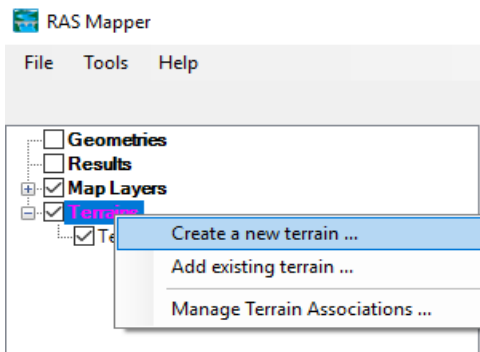 RAS Mapper
File Tools Help
Geometries
Results
Map Layers
Terrains
Create a new terrain ...
Add existing terrain ...
Manage Terrain Associations ...